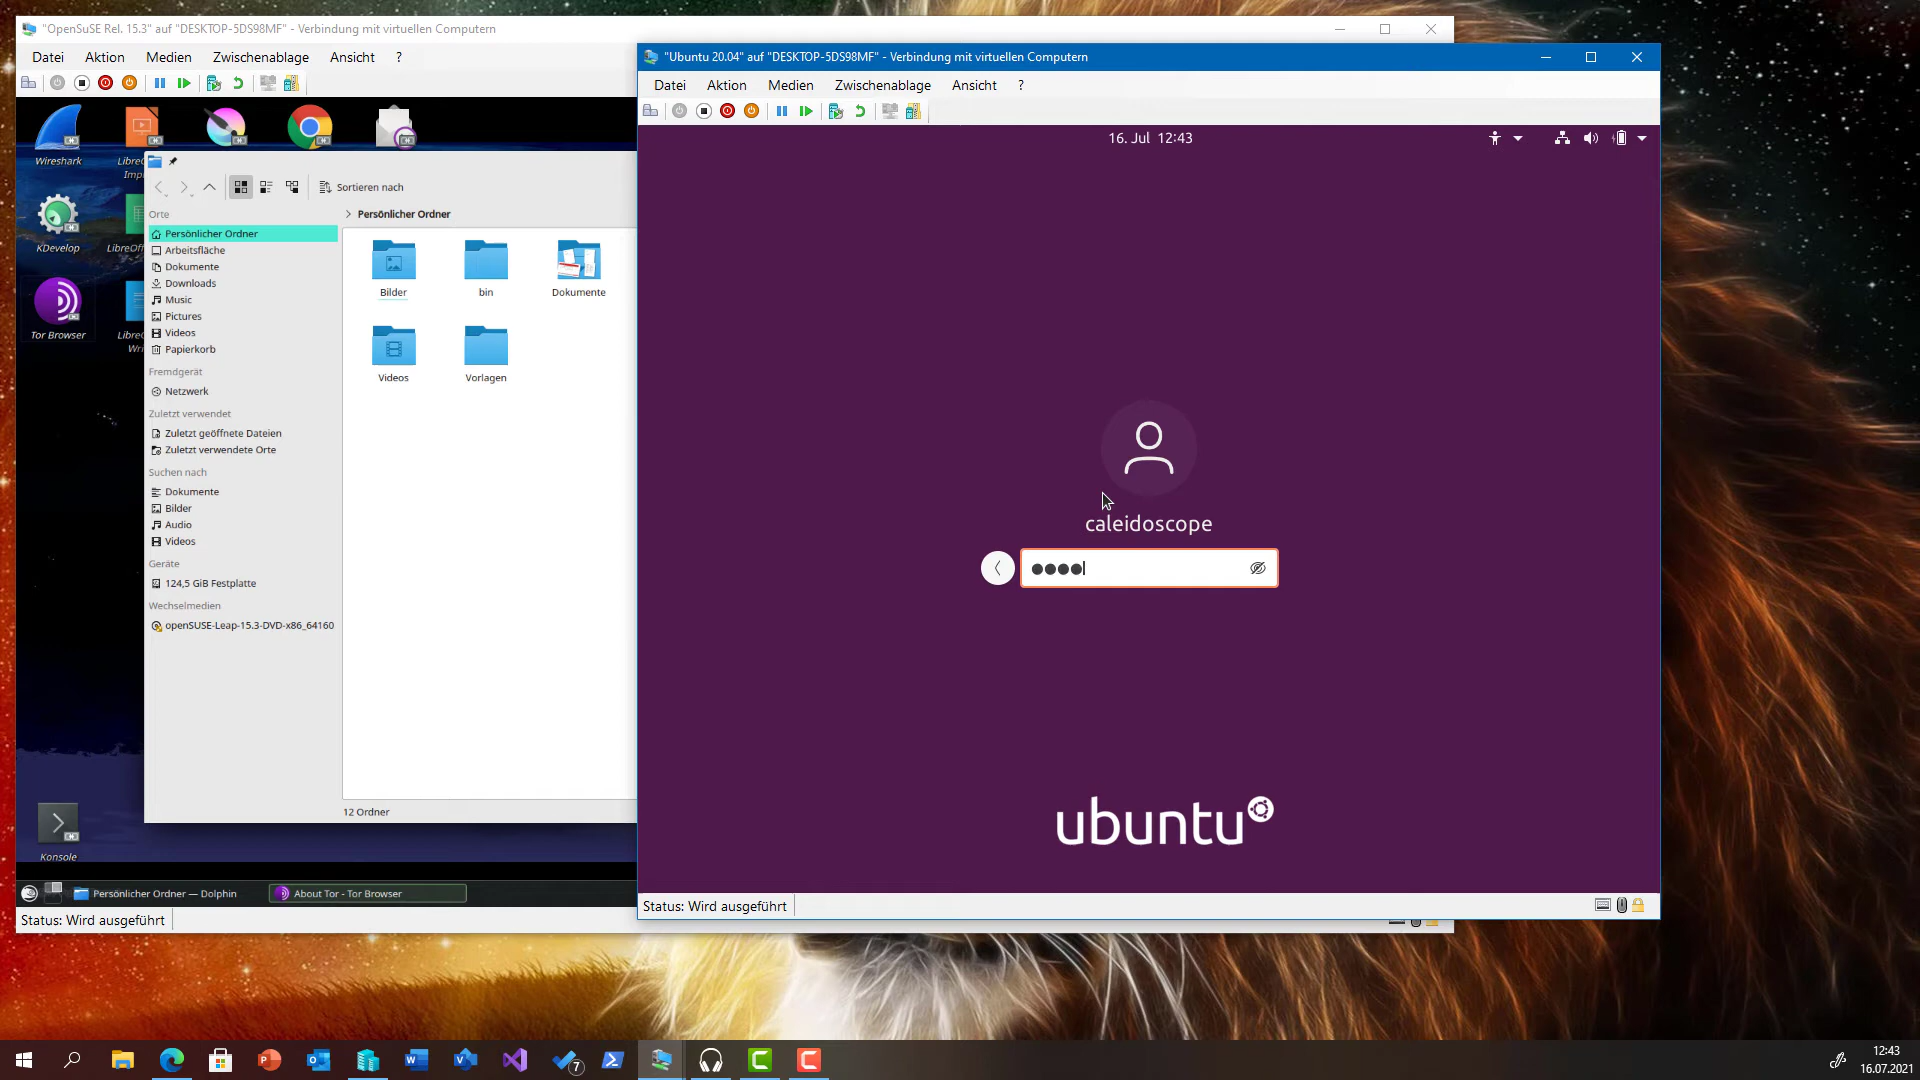 "OpenSuSE Rel. 15.3" auf "DESKTOP-5DS98MF" - Verbindung mit virtuellen Computern
Datei Aktion Medien Zwischenablage Ansicht ?
"Ubuntu 20.04" auf "DESKTOP-5DS98MF" - Verbindung mit virtuellen Computern
Datei Aktion Medien Zwischenablage Ansicht ?
16. Jul 12:43
Wireshark
KDevelop
Tor Browser
Konsole
Sortieren nach
Orte
Persönlicher Ordner
Persönlicher Ordner
Arbeitsfläche
Dokumente
Downloads
Music
Pictures
Videos
Papierkorb
Fremdgerät
Netzwerk
Zuletzt verwendet
Zuletzt geöffnete Dateien
Zuletzt verwendete Orte
Suchen nach
Dokumente
Bilder
Audio
Videos
Geräte
124,5 GiB Festplatte
Wechselmedien
openSUSE-Leap-15.3-DVD-x86_64160
Bilder bin Dokumente
Videos Vorlagen
12 Ordner
caleidoscope
ubuntu
Persönlicher Ordner — Dolphin
About Tor - Tor Browser
Status: Wird ausgeführt
Status: Wird ausgeführt
7
12:43
16.07.2021